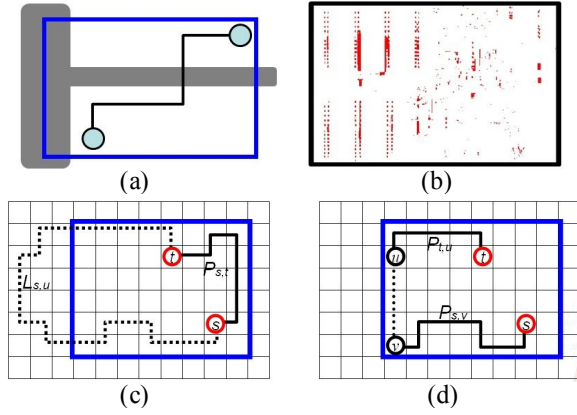 (a)
(b)
t
P_{s,t}
L_{s,u}
s
(c)
P_{t,u}
u
t
P_{s,v}
s
v
(d)